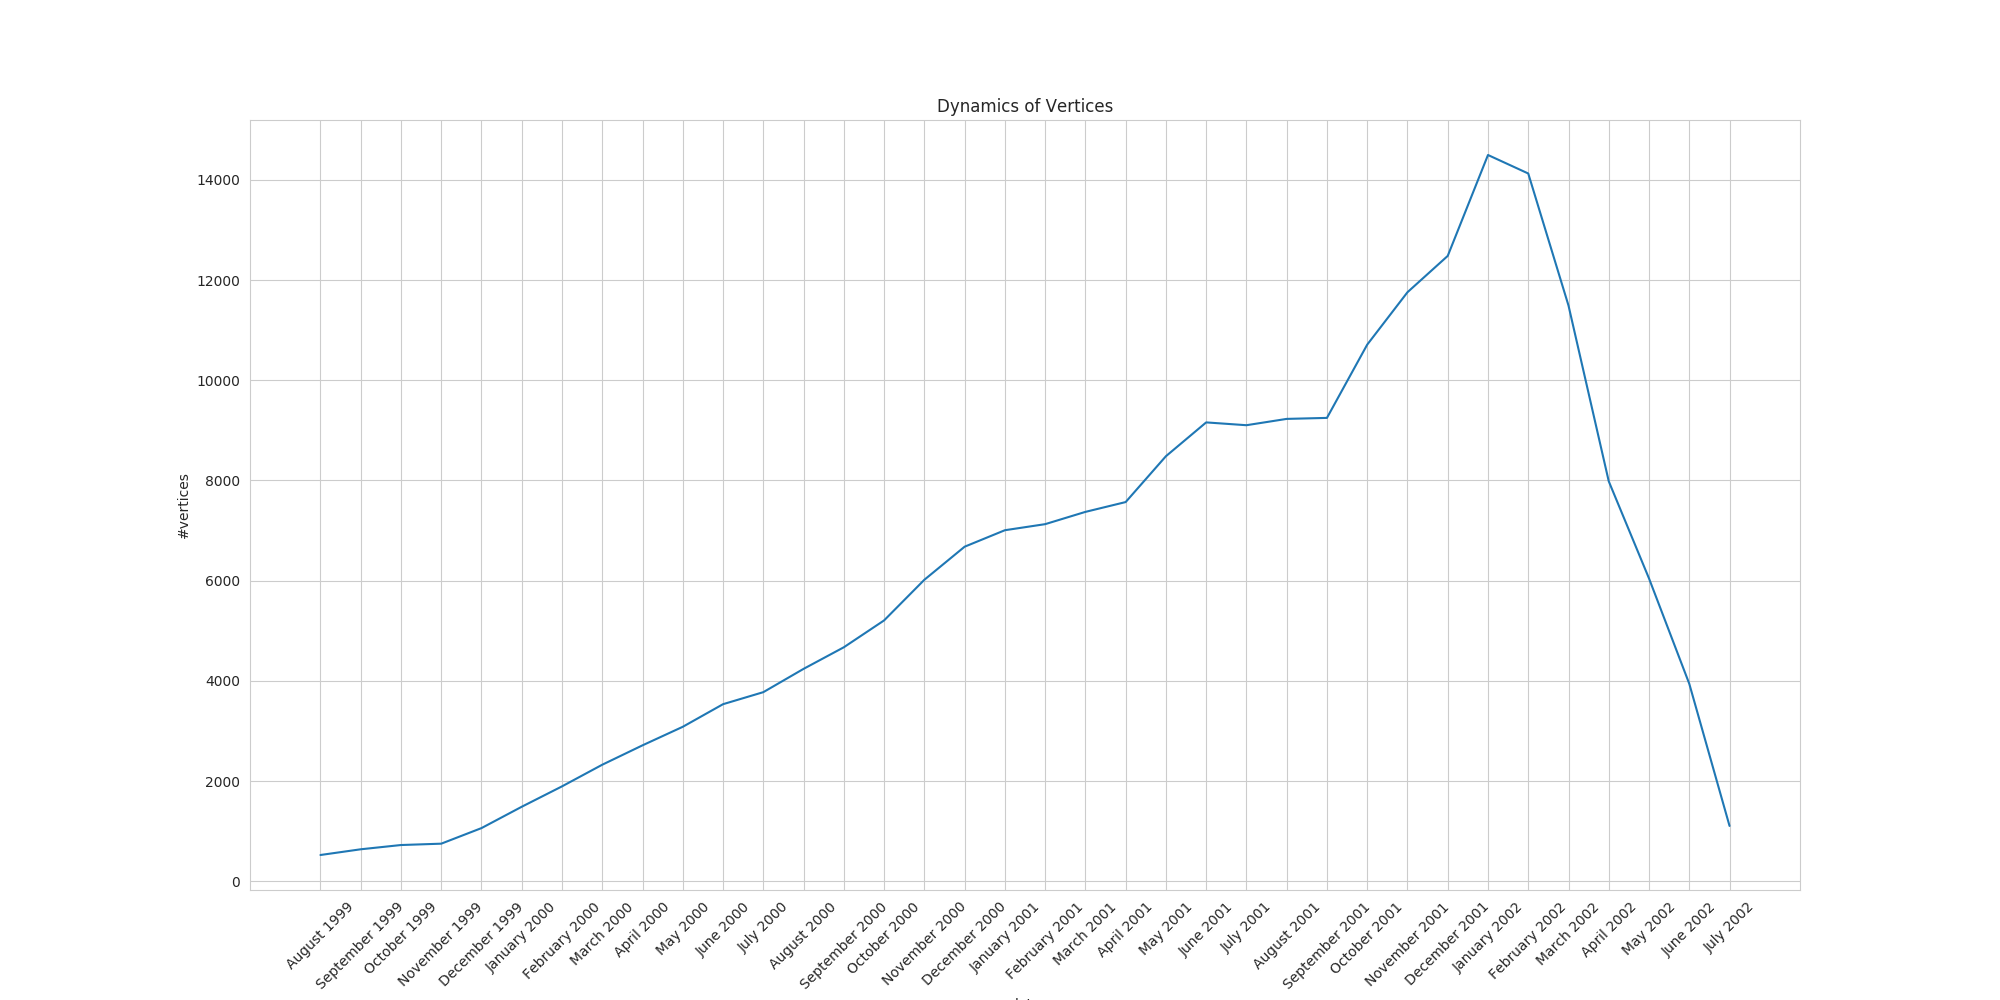 Dynamics of Vertices
14000
12000
10000
8000
6000
4000
2000
0
#vertices
August 1999
September 1999
October 1999
November 1999
December 1999
January 2000
February 2000
March 2000
April 2000
May 2000
June 2000
July 2000
August 2000
September 2000
October 2000
November 2000
December 2000
January 2001
February 2001
March 2001
April 2001
May 2001
June 2001
July 2001
August 2001
September 2001
October 2001
November 2001
December 2001
January 2002
February 2002
March 2002
April 2002
May 2002
June 2002
July 2002